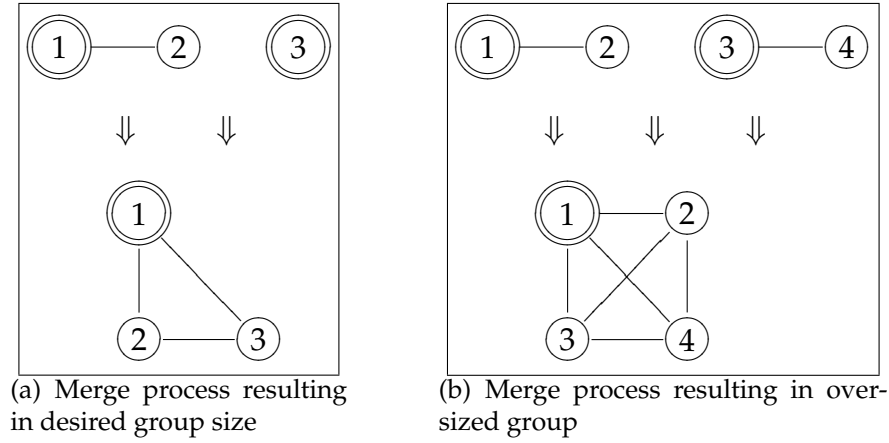 1 2 3
1 2 3 4
⇓ ⇓
⇓ ⇓ ⇓
1
2 3
1 2
3 4
(a) Merge process resulting
in desired group size
(b) Merge process resulting in over-
sized group